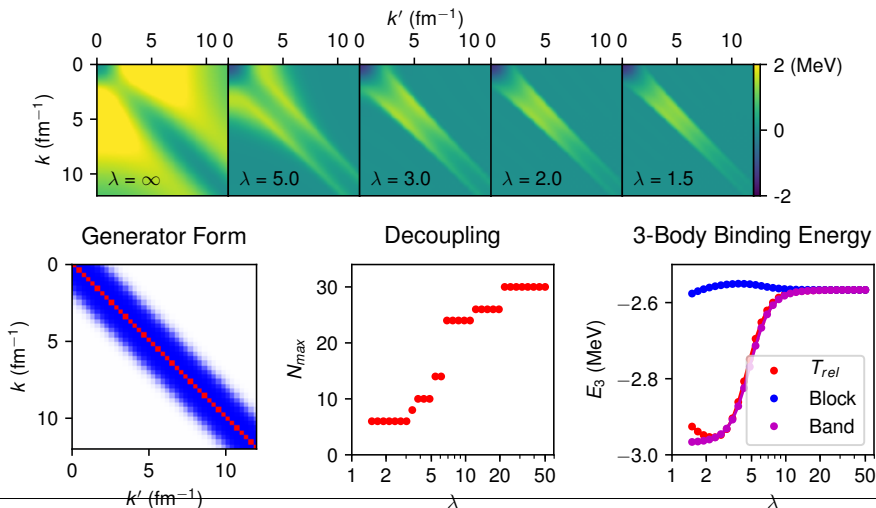 k′ (fm⁻¹)
0 5 10 0 5 10 0 5 10 0 5 10 0 5 10
0
5
10
k (fm⁻¹)
λ = ∞
λ = 5.0
λ = 3.0
λ = 2.0
λ = 1.5
2 (MeV)
0
-2
Generator Form
0
5
10
k (fm⁻¹)
0 5 10
k′ (fm⁻¹)
Decoupling
30
20
10
0
N_max
1 2 5 10 20 50
λ
3-Body Binding Energy
−2.6
−2.8
−3.0
E₃ (MeV)
T_rel
Block
Band
1 2 5 10 20 50
λ